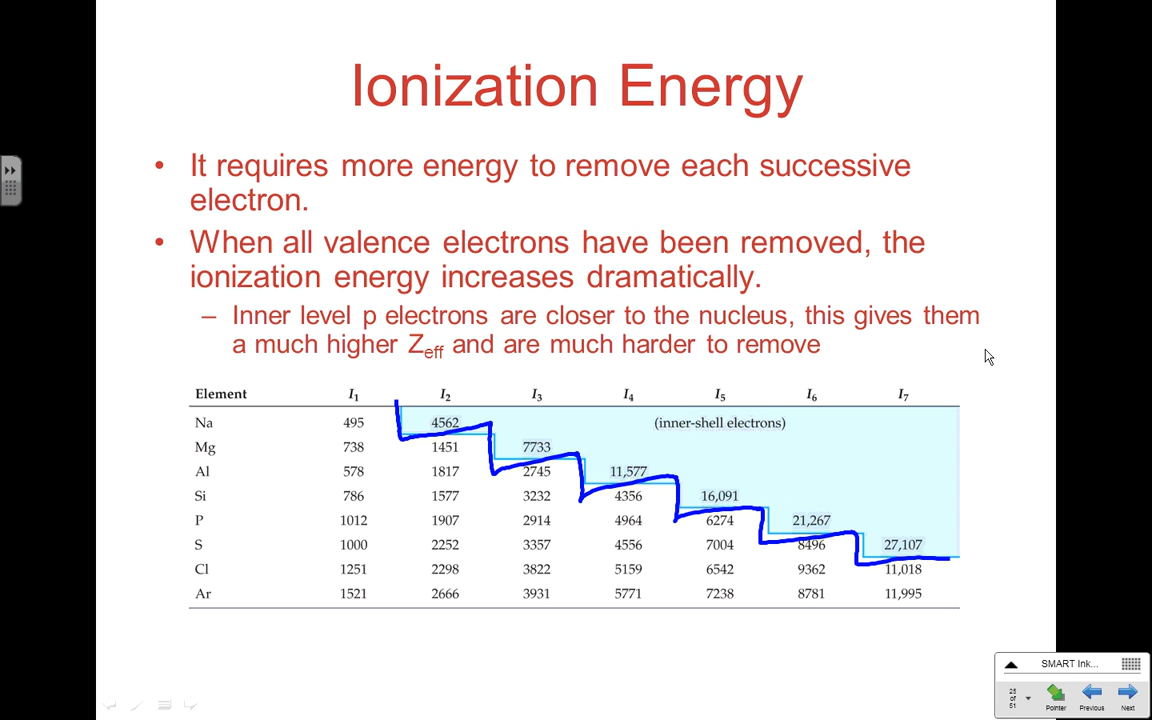 Ionization Energy
• It requires more energy to remove each successive
electron.
• When all valence electrons have been removed, the
ionization energy increases dramatically.
– Inner level p electrons are closer to the nucleus, this gives them
a much higher Zeff and are much harder to remove
Element I1 I2 I3 I4 I5 I6 I7
Na 495 4562 (inner-shell electrons)
Mg 738 1451 7733
Al 578 1817 2745 11,577
Si 786 1577 3232 4356 16,091
P 1012 1907 2914 4964 6274 21,267
S 1000 2252 3357 4556 7004 8496 27,107
Cl 1251 2298 3822 5159 6542 9362 11,018
Ar 1521 2666 3931 5771 7238 8781 11,995
SMART Ink...
25
of
51
Pointer Previous Next